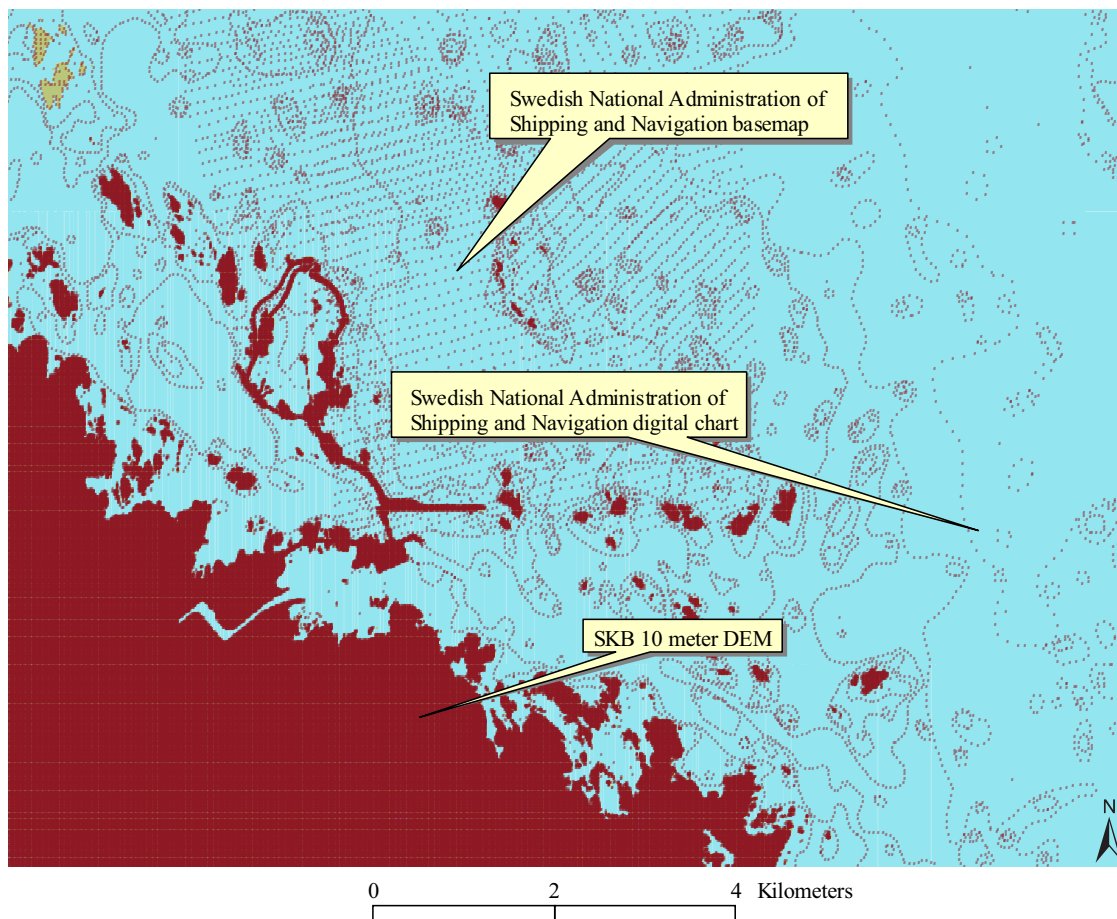 Swedish National Administration of
Shipping and Navigation basemap
Swedish National Administration of
Shipping and Navigation digital chart
SKB 10 meter DEM
N
0 2 4 Kilometers